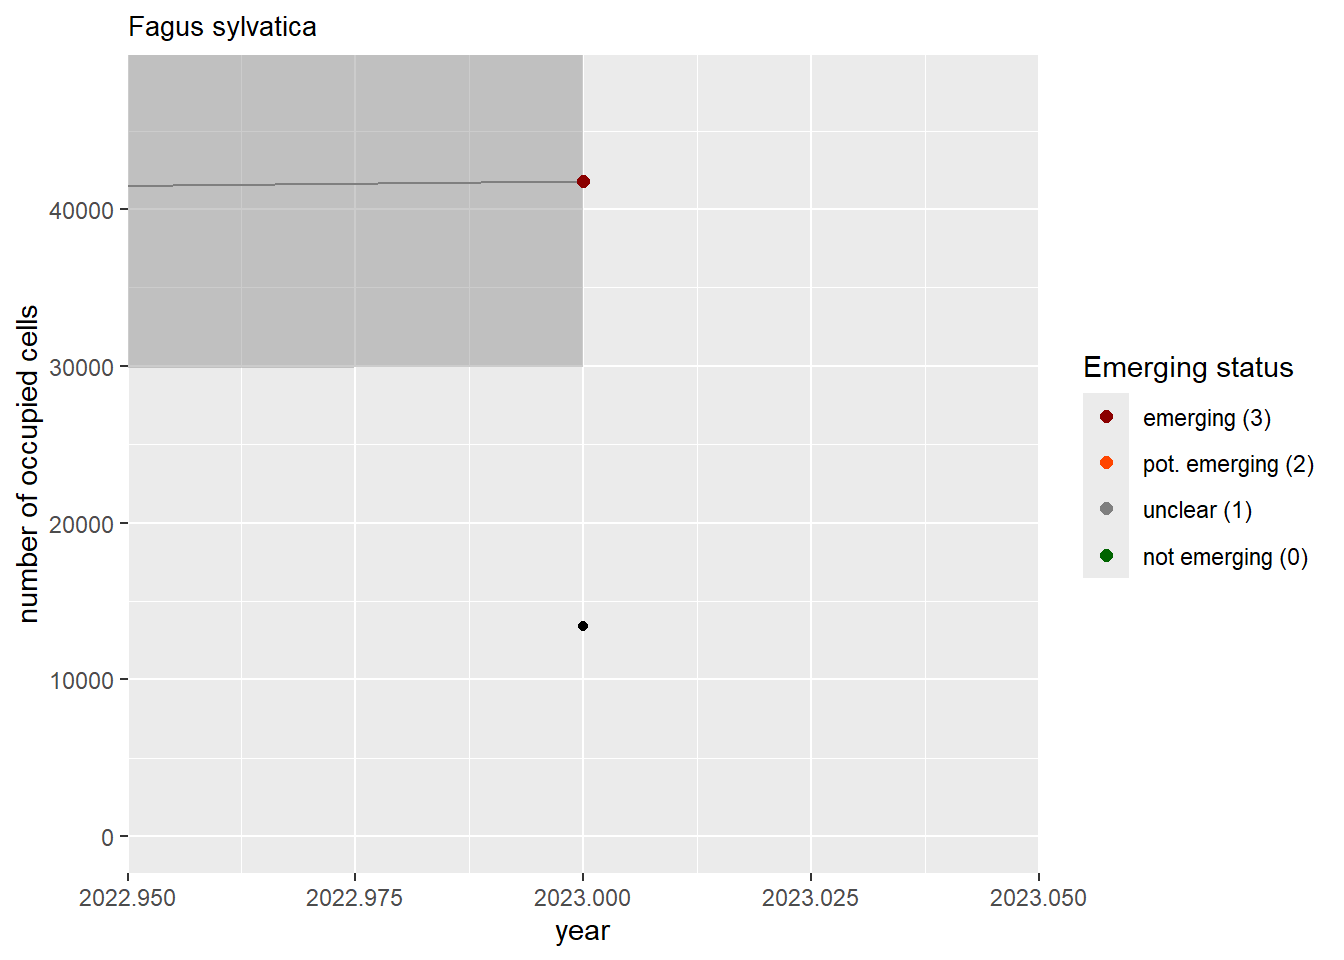 Fagus sylvatica
number of occupied cells
40000
30000
20000
10000
0
2022.950 2022.975 2023.000 2023.025 2023.050
year
Emerging status
emerging (3)
pot. emerging (2)
unclear (1)
not emerging (0)